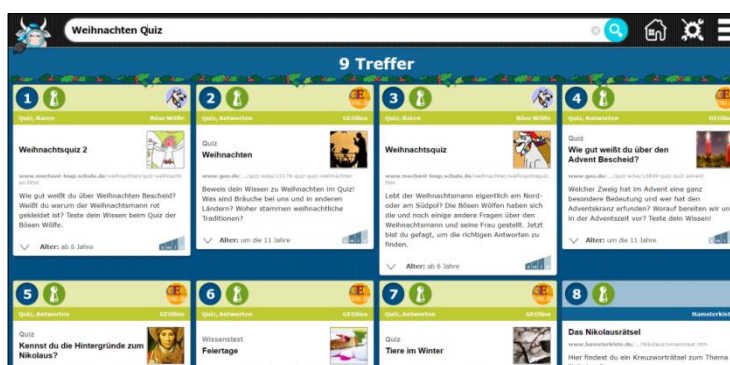 Weihnachten Quiz
9 Treffer
1
Quiz, Raten
Böse Wölfe
Weihnachtsquiz 2
Wie gut weißt du über Weihnachten Bescheid?
Weißt du warum der Weihnachtsmann rot
gekleidet ist? Teste dein Wissen beim Quiz der
Bösen Wölfe.
Alter: ab 6 Jahre
2
Quiz, Antworten
GEOlino
Quiz
Weihnachten
Beweis dein Wissen zu Weihnachten im Quiz!
Was sind Bräuche bei uns und in anderen
Ländern? Woher stammen weihnachtliche
Traditionen?
Alter: um die 11 Jahre
3
Quiz, Raten
Böse Wölfe
Weihnachtsquiz
Lebt der Weihnachtsmann eigentlich am Nord-
oder am Südpol? Die Bösen Wölfen haben sich
die und noch einige andere Fragen über den
Weihnachtsmann und seine Frau gestellt. Jetzt
bist du gefagt, um die richtigen Antworten zu
finden.
Alter: ab 6 Jahre
4
Quiz, Antworten
GEOlino
Quiz
Wie gut weißt du über den
Advent Bescheid?
Welcher Zweig hat im Advent eine ganz
besondere Bedeutung und wer hat den
Adventskranz erfunden? Worauf bereiten wir uns
in der Adventszeit vor? Teste dein Wissen!
Alter: um die 11 Jahre
5
Quiz, Antworten
GEOlino
Quiz
Kennst du die Hintergründe zum
Nikolaus?
6
Quiz, Antworten
GEOlino
Wissenstest
Feiertage
7
Quiz, Antworten
GEOlino
Quiz
Tiere im Winter
8
Hamsterkiste
Das Nikolausrätsel
Hier findest du ein Kreuzworträtsel zum Thema